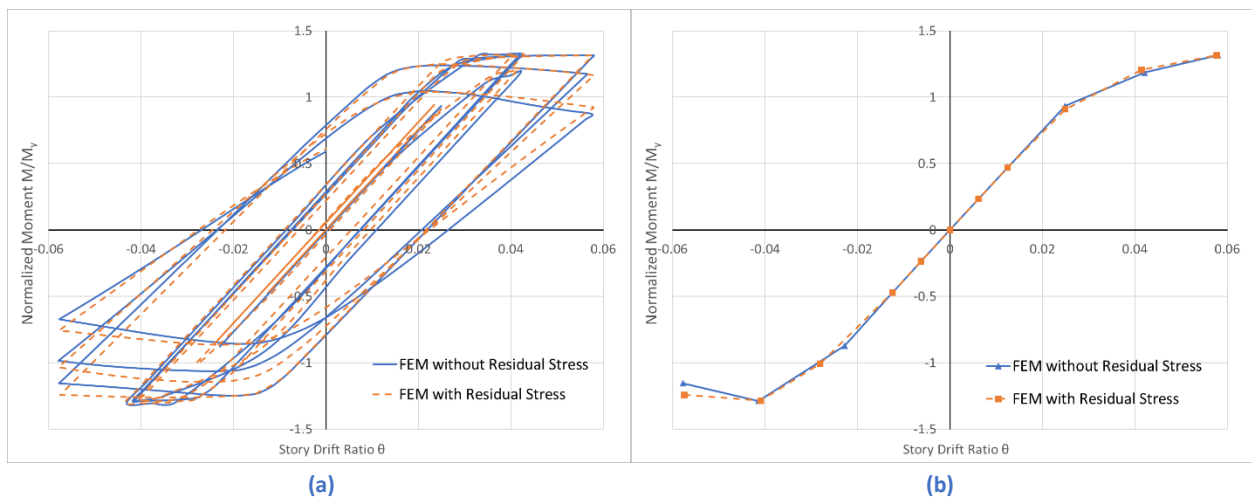 1.5
1
0.5
0
-0.5
-1
-1.5
-0.06
-0.04
-0.02
0
0.02
0.04
0.06
Normalized Moment M/My
Story Drift Ratio θ
FEM without Residual Stress
FEM with Residual Stress
(a)
1.5
1
0.5
0
-0.5
-1
-1.5
-0.06
-0.04
-0.02
0
0.02
0.04
0.06
Normalized Moment M/My
Story Drift Ratio θ
FEM without Residual Stress
FEM with Residual Stress
(b)